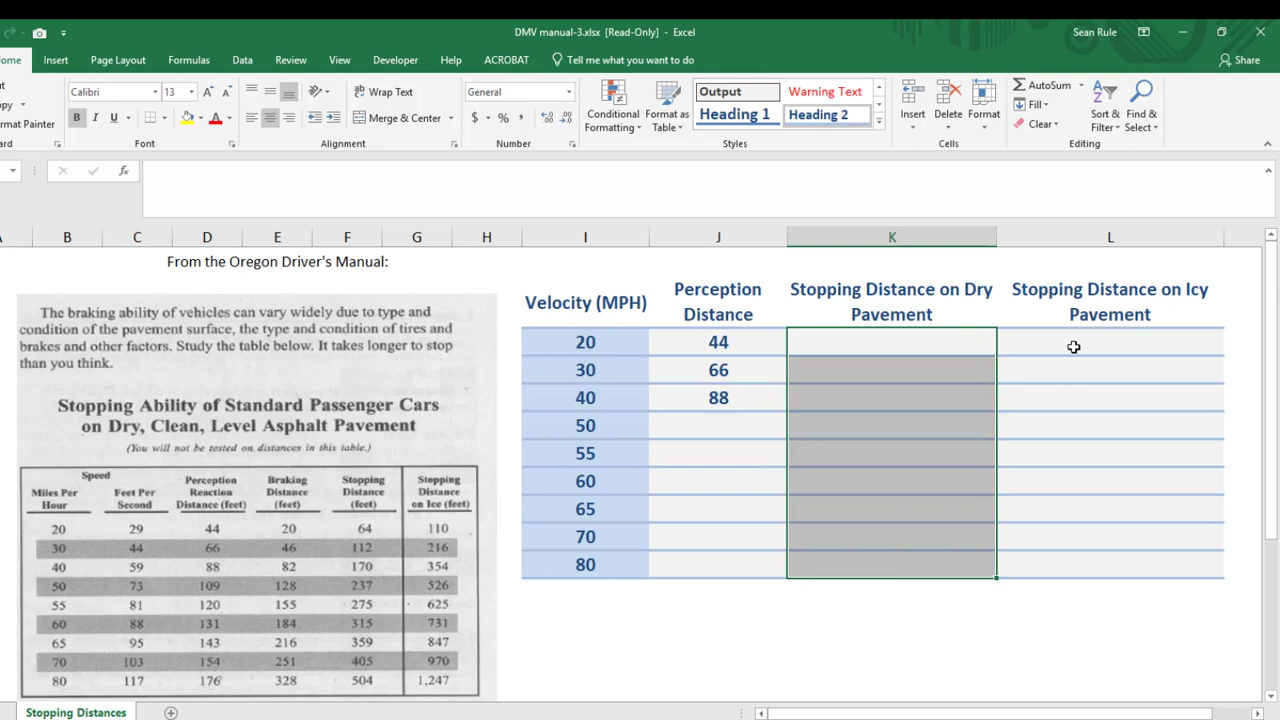 DMV manual-3.xlsx [Read-Only] - Excel
Sean Rule
ome Insert Page Layout Formulas Data Review View Developer Help ACROBAT Tell me what you want to do Share
Calibri 13 A A Wrap Text General Output Warning Text AutoSum
opy Fill
ormat Painter B I U A Merge & Center $ % , Conditional Formatting Format as Table Heading 1 Heading 2 Insert Delete Format Clear Sort & Filter Find & Select
ard Font Alignment Number Styles Cells Editing
fx
A B C D E F G H I J K L
From the Oregon Driver's Manual:
The braking ability of vehicles can vary widely due to type and
condition of the pavement surface, the type and condition of tires and
brakes and other factors. Study the table below. It takes longer to stop
than you think.
Stopping Ability of Standard Passenger Cars
on Dry, Clean, Level Asphalt Pavement
(You will not be tested on distances in this table.)
Speed Perception Braking Stopping Stopping
Miles Per Feet Per Reaction Distance Distance Distance
Hour Second Distance (feet) (feet) (feet) on Ice (feet)
20 29 44 20 64 110
30 44 66 46 112 216
40 59 88 82 170 354
50 73 109 128 237 526
55 81 120 155 275 625
60 88 131 184 315 731
65 95 143 216 359 847
70 103 154 251 405 970
80 117 176 328 504 1,247
Velocity (MPH) Perception Distance Stopping Distance on Dry Pavement Stopping Distance on Icy Pavement
20 44
30 66
40 88
50
55
60
65
70
80
Stopping Distances